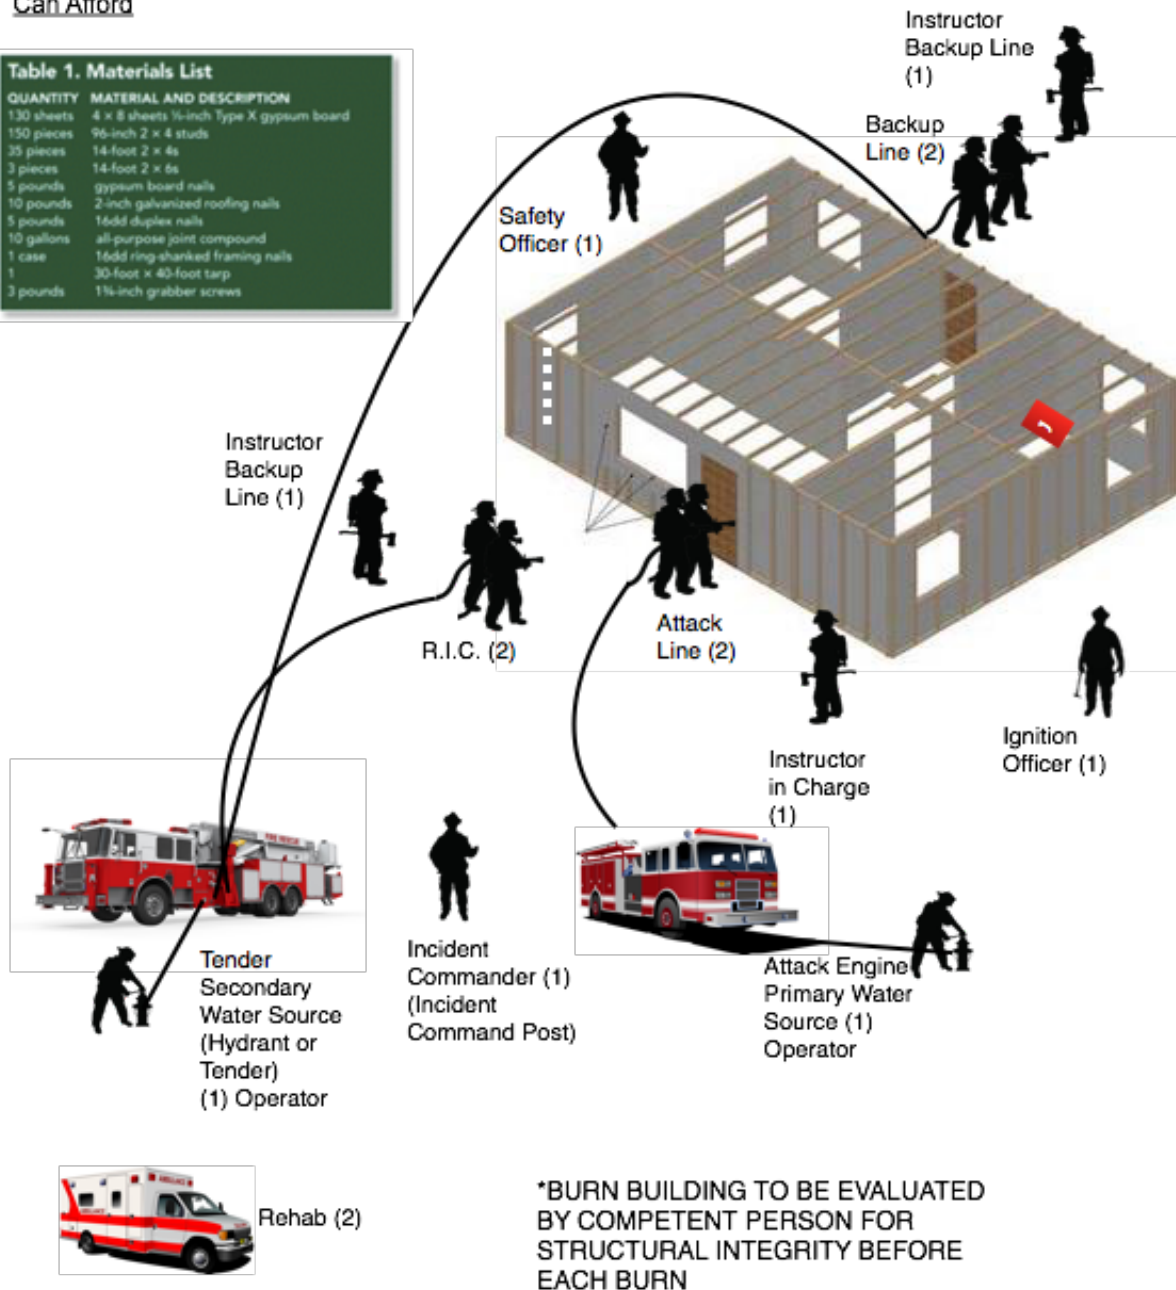 Can Afford
Table 1. Materials List
QUANTITY MATERIAL AND DESCRIPTION
130 sheets 4 × 8 sheets -inch Type X gypsum board
150 pieces 96-inch 2 × 4 studs
35 pieces 14-foot 2 × 4s
3 pieces 14-foot 2 × 6s
5 pounds gypsum board nails
10 pounds 2-inch galvanized roofing nails
5 pounds 16dd duplex nails
10 gallons all-purpose joint compound
1 case 16dd ring-shanked framing nails
1 30-foot × 40-foot tarp
3 pounds 1¾-inch grabber screws
Instructor
Backup Line
(1)
Backup
Line (2)
Safety
Officer (1)
Instructor
Backup
Line (1)
R.I.C. (2)
Attack
Line (2)
Instructor
in Charge
(1)
Ignition
Officer (1)
Tender
Secondary
Water Source
(Hydrant or
Tender)
(1) Operator
Incident
Commander (1)
(Incident
Command Post)
Attack Engine
Primary Water
Source (1)
Operator
AMBULANCE
Rehab (2)
*BURN BUILDING TO BE EVALUATED
BY COMPETENT PERSON FOR
STRUCTURAL INTEGRITY BEFORE
EACH BURN